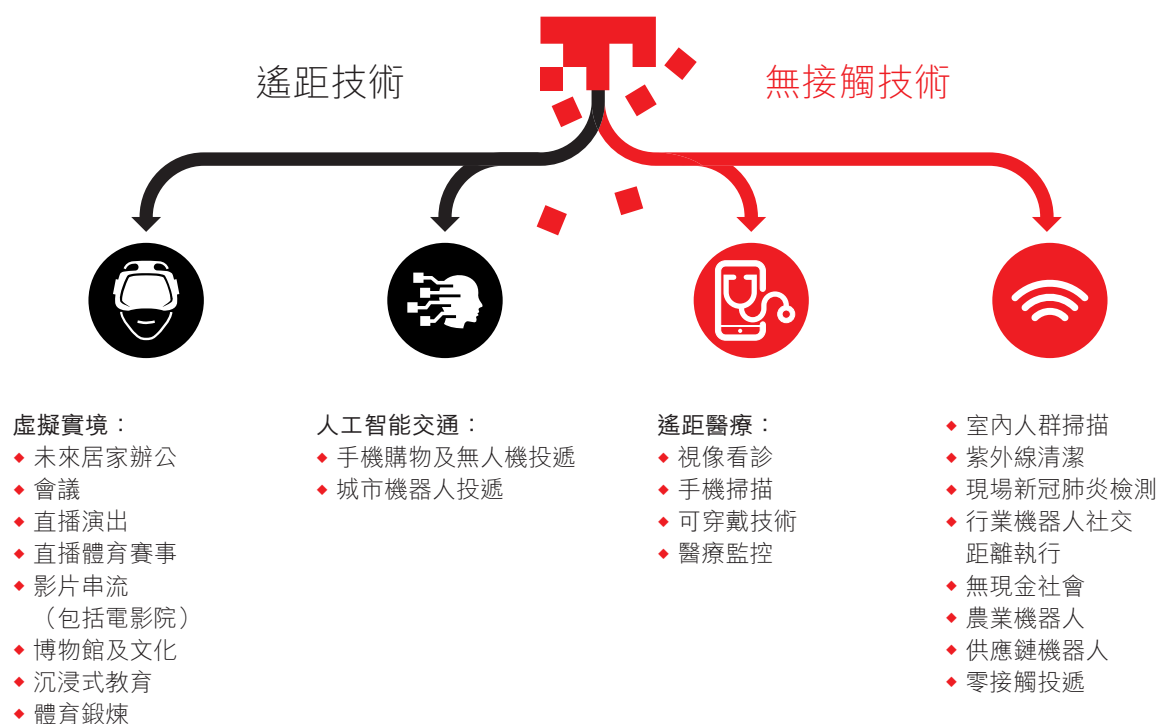 遙距技術
無接觸技術
虛擬實境：
◆ 未來居家辦公
◆ 會議
◆ 直播演出
◆ 直播體育賽事
◆ 影片串流
（包括電影院）
◆ 博物館及文化
◆ 沉浸式教育
◆ 體育鍛煉
人工智能交通：
◆ 手機購物及無人機投遞
◆ 城市機器人投遞
遙距醫療：
◆ 視像看診
◆ 手機掃描
◆ 可穿戴技術
◆ 醫療監控
◆ 室內人群掃描
◆ 紫外線清潔
◆ 現場新冠肺炎檢測
◆ 行業機器人社交
距離執行
◆ 無現金社會
◆ 農業機器人
◆ 供應鏈機器人
◆ 零接觸投遞